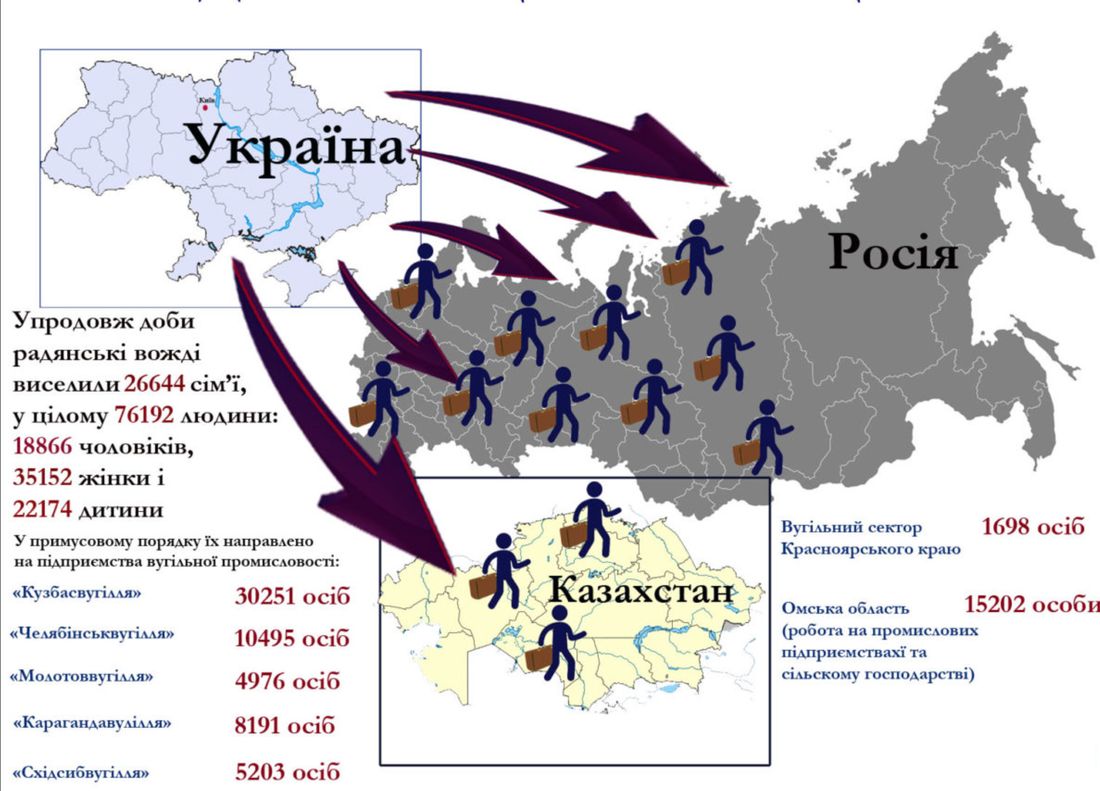 Київ
Україна
Росія
Упродовж доби
радянські вожді
виселили 26644 сім'ї,
у цілому 76192 людини:
18866 чоловіків,
35152 жінки і
22174 дитини
У примусовому порядку їх направлено
на підприємства вугільної промисловості:
«Кузбасвугілля» 30251 осіб
«Челябінськвугілля» 10495 осіб
«Молотоввугілля» 4976 осіб
«Карагандавулілля» 8191 осіб
«Східсибвугілля» 5203 осіб
Казахстан
Вугільний сектор 1698 осіб
Красноярського краю
Омська область 15202 особи
(робота на промислових
підприємствахї та
сільскому господарстві)